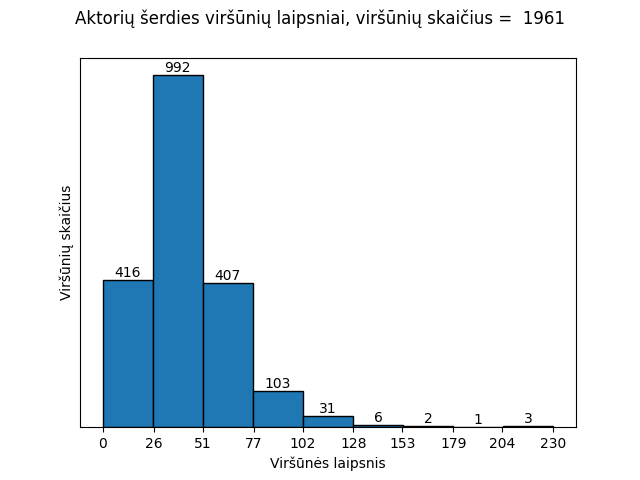 Aktorių šerdies viršūnių laipsniai, viršūnių skaičius =  1961
992
416
407
103
31
6
2
1
3
Viršūnių skaičius
0 26 51 77 102 128 153 179 204 230
Viršūnės laipsnis